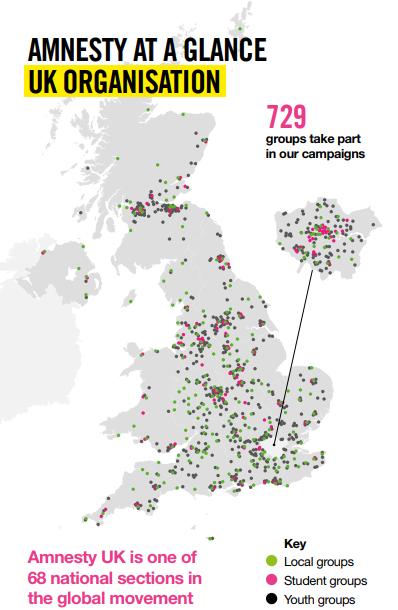 AMNESTY AT A GLANCE
UK ORGANISATION
729
groups take part
in our campaigns
Amnesty UK is one of
68 national sections in
the global movement
Key
Local groups
Student groups
Youth groups